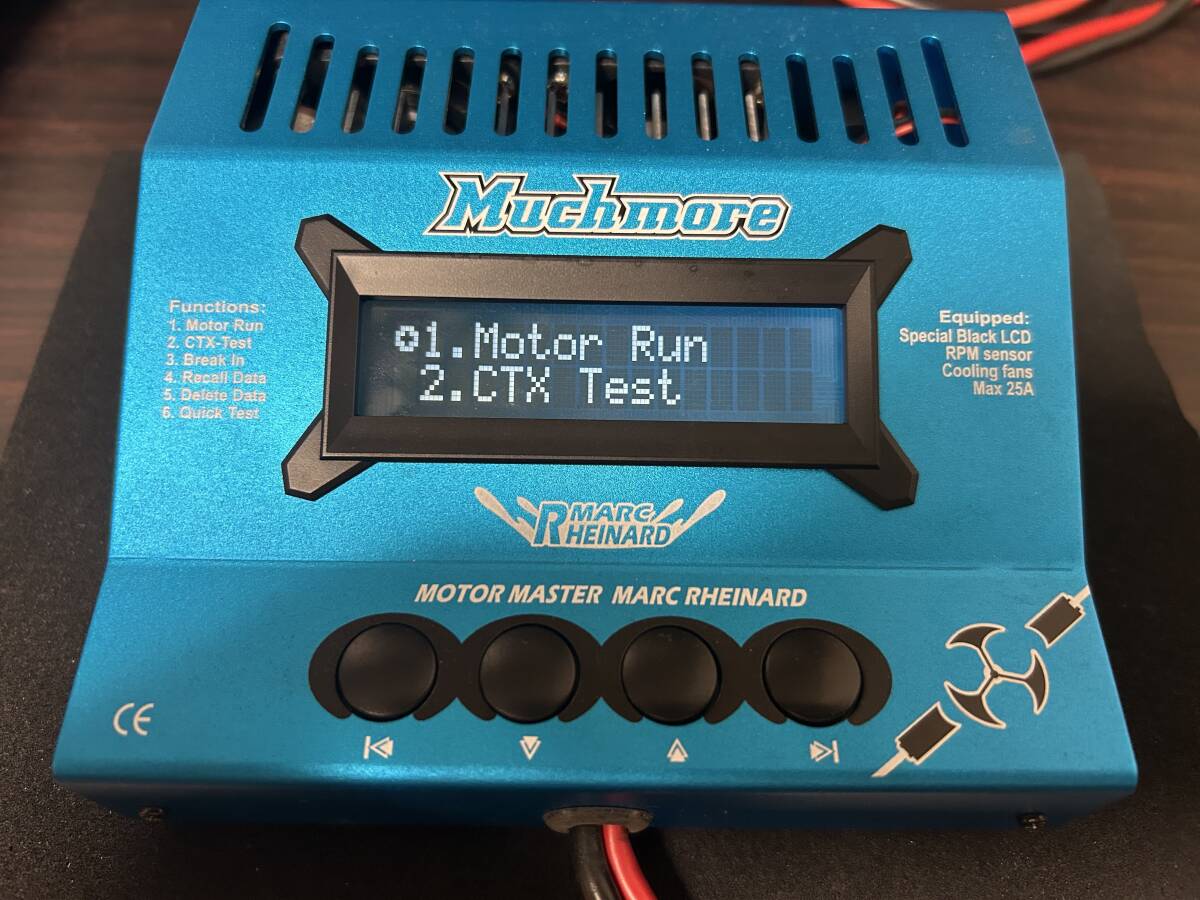 Muchmore
Functions:
1. Motor Run
2. CTX-Test
3. Break In
4. Recall Data
5. Delete Data
6. Quick Test
1.Motor Run
2.CTX Test
Equipped:
Special Black LCD
RPM sensor
Cooling fans
Max 25A
MARC
RHEINARD
MOTOR MASTER MARC RHEINARD
CE